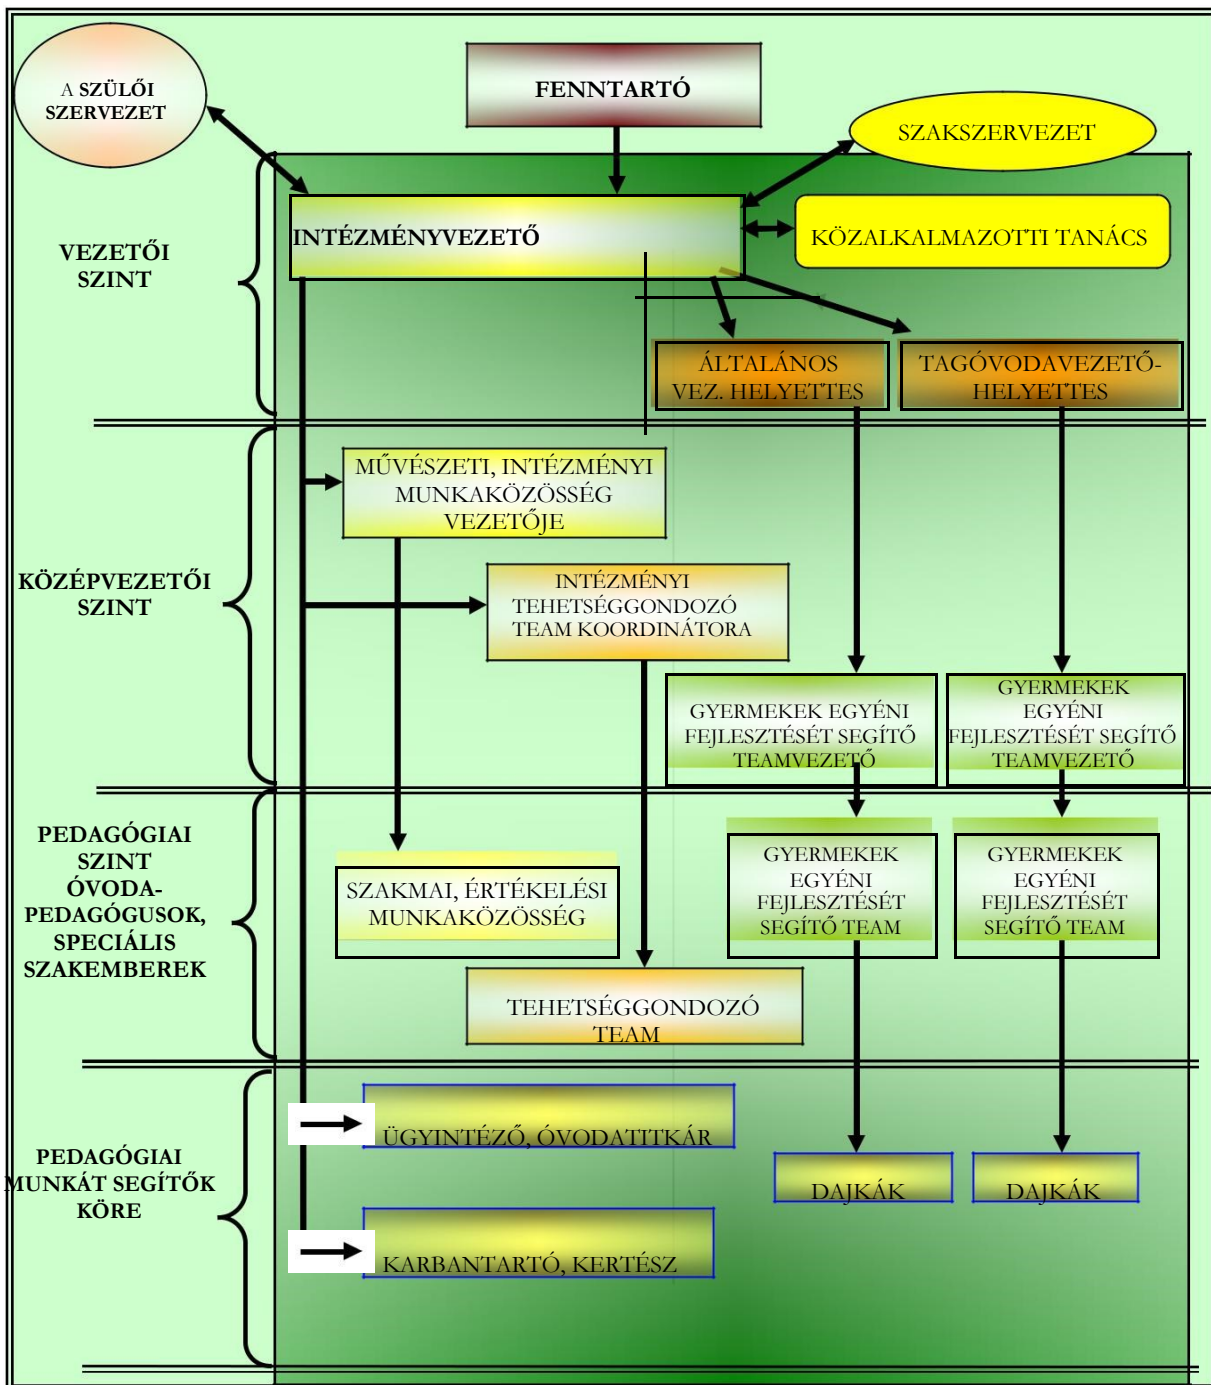 A SZÜLŐI
SZERVEZET
FENNTARTÓ
SZAKSZERVEZET
INTÉZMÉNYVEZETŐ
KÖZALKALMAZOTTI TANÁCS
VEZETŐI
SZINT
ÁLTALÁNOS
VEZ. HELYETTES
TAGÓVODAVEZETŐ-
HELYETTES
MŰVÉSZETI, INTÉZMÉNYI
MUNKAKÖZÖSSÉG
VEZETŐJE
KÖZÉPVEZETŐI
SZINT
INTÉZMÉNYI
TEHETSÉGGONDOZÓ
TEAM KOORDINÁTORA
GYERMEKEK EGYÉNI
FEJLESZTÉSÉT SEGÍTŐ
TEAMVEZETŐ
GYERMEKEK
EGYÉNI
FEJLESZTÉSÉT SEGÍTŐ
TEAMVEZETŐ
PEDAGÓGIAI
SZINT
ÓVODA-
PEDAGÓGUSOK,
SPECIÁLIS
SZAKEMBEREK
SZAKMAI, ÉRTÉKELÉSI
MUNKAKÖZÖSSÉG
GYERMEKEK
EGYÉNI
FEJLESZTÉSÉT
SEGÍTŐ TEAM
GYERMEKEK
EGYÉNI
FEJLESZTÉSÉT
SEGÍTŐ TEAM
TEHETSÉGGONDOZÓ
TEAM
PEDAGÓGIAI
MUNKÁT SEGÍTŐK
KÖRE
ÜGYINTÉZŐ, ÓVODATITKÁR
DAJKÁK
DAJKÁK
KARBANTARTÓ, KERTÉSZ